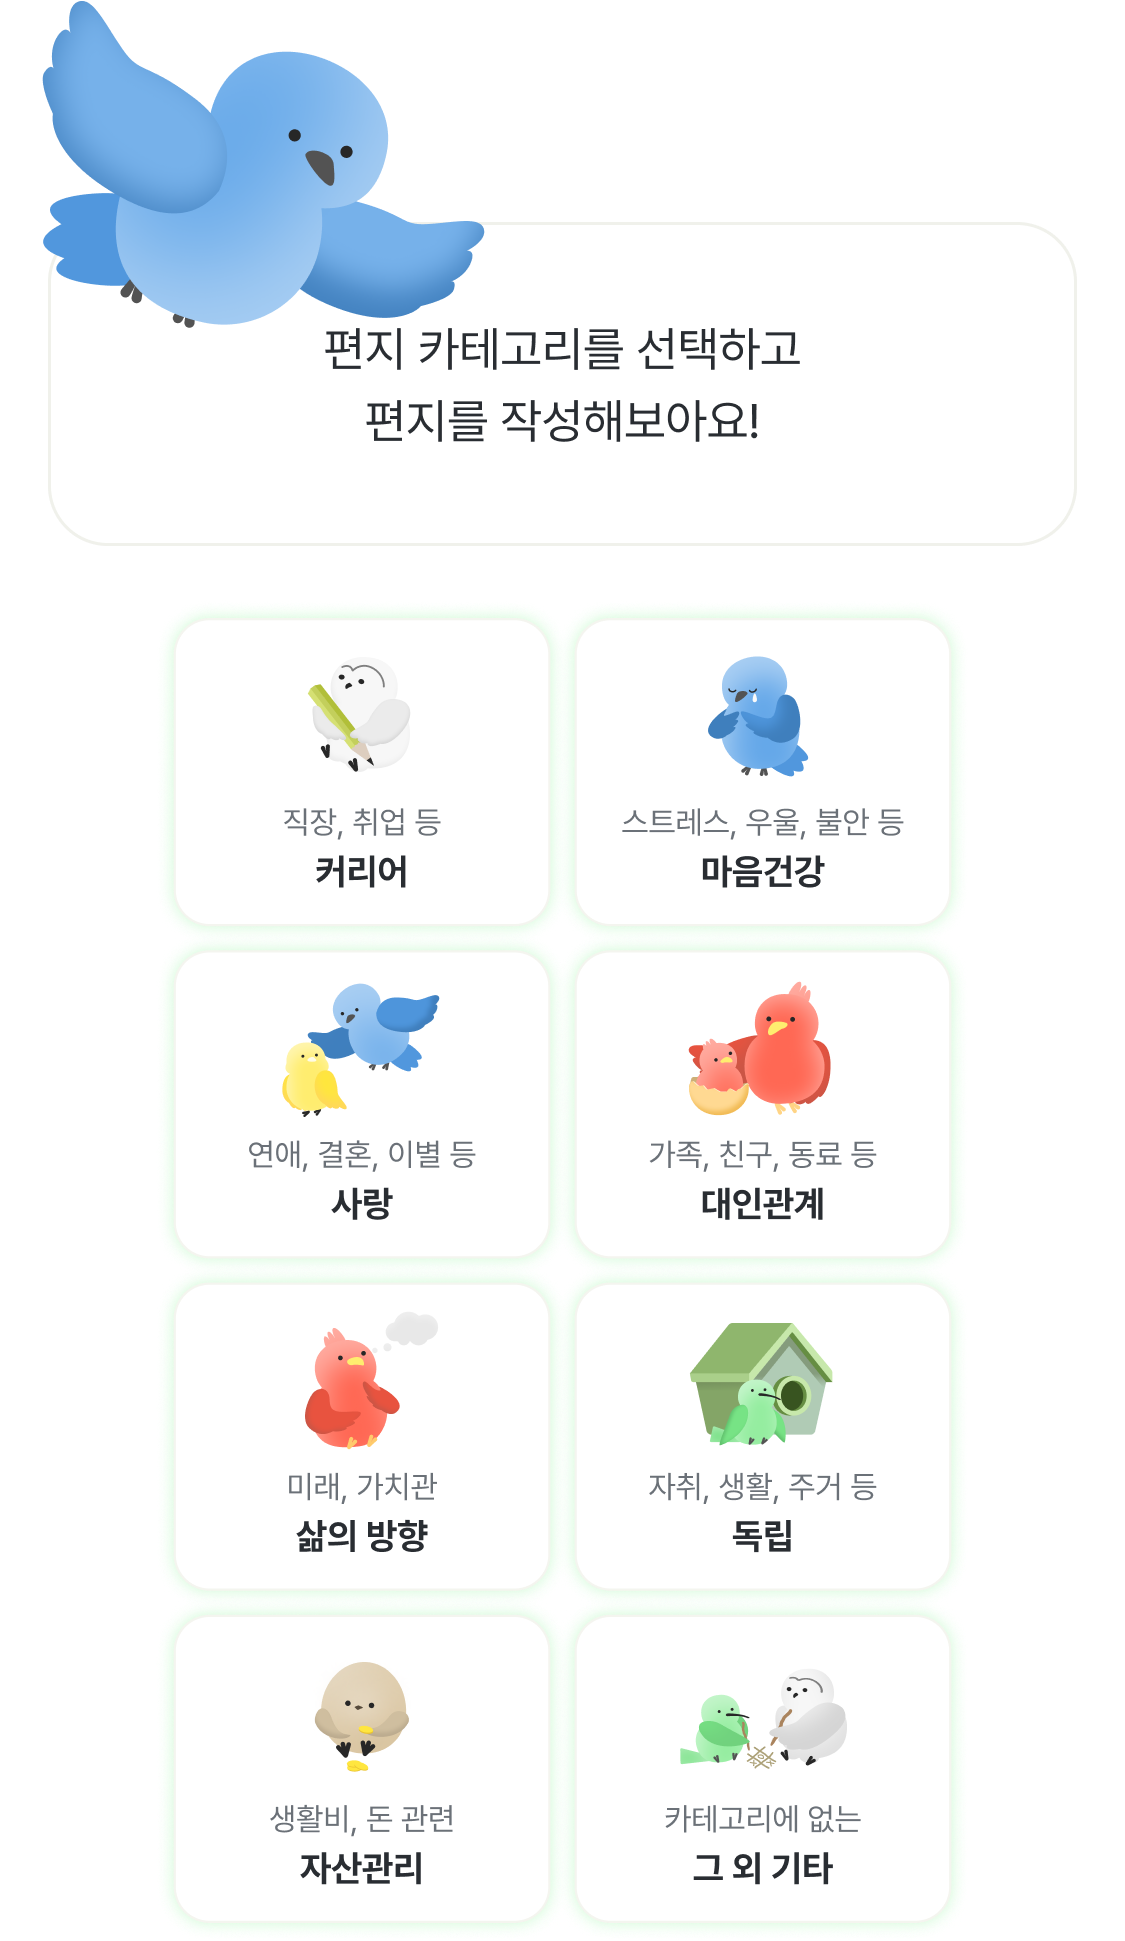 편지 카테고리를 선택하고
편지를 작성해보아요!
직장, 취업 등
커리어
스트레스, 우울, 불안 등
마음건강
연애, 결혼, 이별 등
사랑
가족, 친구, 동료 등
대인관계
미래, 가치관
삶의 방향
자취, 생활, 주거 등
독립
생활비, 돈 관련
자산관리
카테고리에 없는
그 외 기타